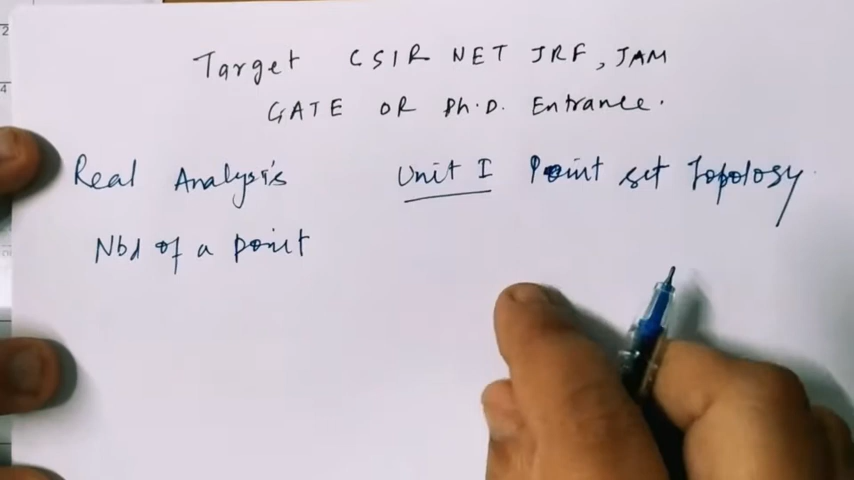 Target CSIR NET JRF, JAM
GATE OR Ph.D. Entrance.
Real Analysis Unit I Point set Topology
Nbd of a point